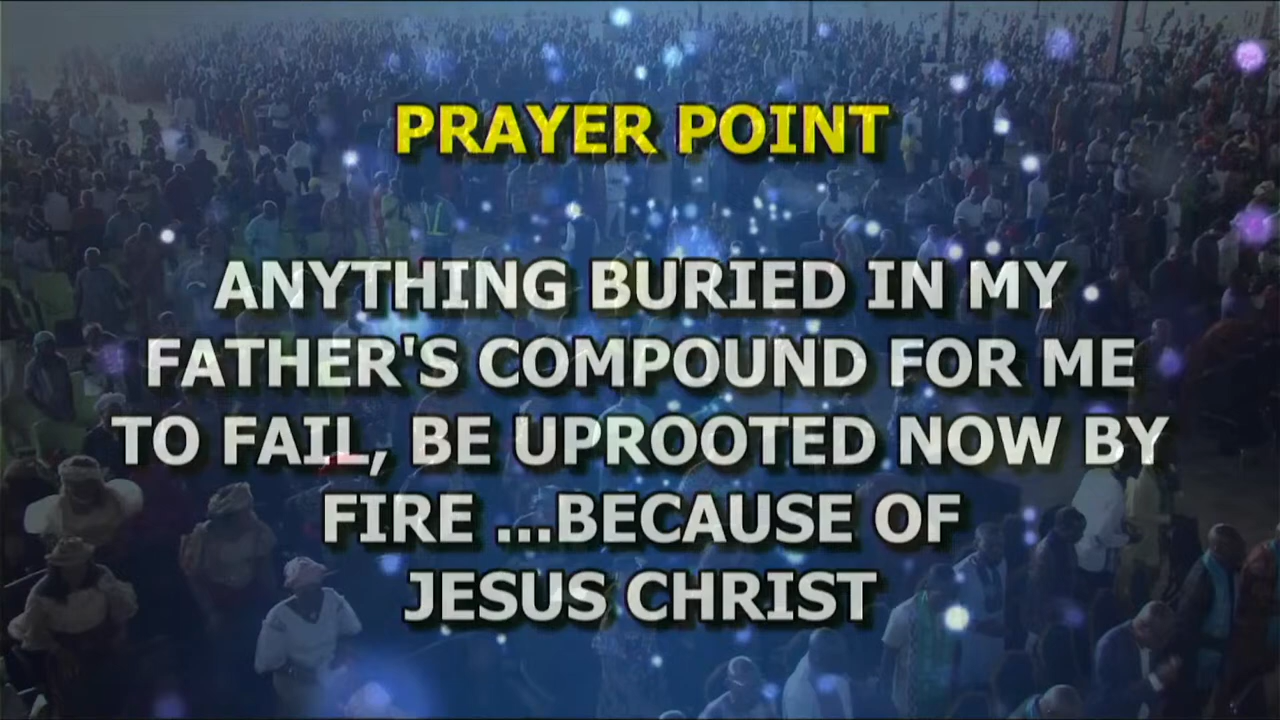 PRAYER POINT
ANYTHING BURIED IN MY
FATHER'S COMPOUND FOR ME
TO FAIL, BE UPROOTED NOW BY
FIRE ...BECAUSE OF
JESUS CHRIST